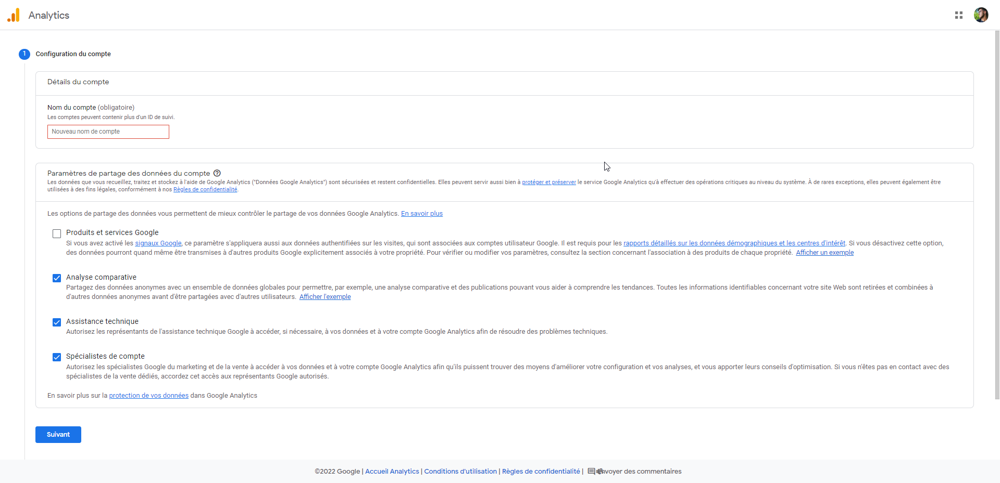 Analytics
1 Configuration du compte
Détails du compte
Nom du compte (obligatoire)
Les comptes peuvent contenir plus d'un ID de suivi.
Nouveau nom de compte
Paramètres de partage des données du compte
Les données que vous recueillez, traitez et stockez à l'aide de Google Analytics ("Données Google Analytics") sont sécurisées et restent confidentielles. Elles peuvent servir aussi bien à protéger et préserver le service Google Analytics qu'à effectuer des opérations critiques au niveau du système. À de rares exceptions, elles peuvent également être
utilisées à des fins légales, conformément à nos Règles de confidentialité.
Les options de partage des données vous permettent de mieux contrôler le partage de vos données Google Analytics. En savoir plus
Produits et services Google
Si vous avez activé les signaux Google, ce paramètre s'appliquera aussi aux données authentifiées sur les visites, qui sont associées aux comptes utilisateur Google. Il est requis pour les rapports détaillés sur les données démographiques et les centres d'intérêt. Si vous désactivez cette option,
des données pourront quand même être transmises à d'autres produits Google explicitement associés à votre propriété. Pour vérifier ou modifier vos paramètres, consultez la section concernant l'association à des produits de chaque propriété. Afficher un exemple
Analyse comparative
Partagez des données anonymes avec un ensemble de données globales pour permettre, par exemple, une analyse comparative et des publications pouvant vous aider à comprendre les tendances. Toutes les informations identifiables concernant votre site Web sont retirées et combinées à
d'autres données anonymes avant d'être partagées avec d'autres utilisateurs. Afficher l'exemple
Assistance technique
Autorisez les représentants de l'assistance technique Google à accéder, si nécessaire, à vos données et à votre compte Google Analytics afin de résoudre des problèmes techniques.
Spécialistes de compte
Autorisez les spécialistes Google du marketing et de la vente à accéder à vos données et à votre compte Google Analytics afin qu'ils puissent trouver des moyens d'améliorer votre configuration et vos analyses, et vous apporter leurs conseils d'optimisation. Si vous n'êtes pas en contact avec des
spécialistes de la vente dédiés, accordez cet accès aux représentants Google autorisés.
En savoir plus sur la protection de vos données dans Google Analytics
Suivant
©2022 Google | Accueil Analytics | Conditions d'utilisation | Règles de confidentialité | Envoyer des commentaires